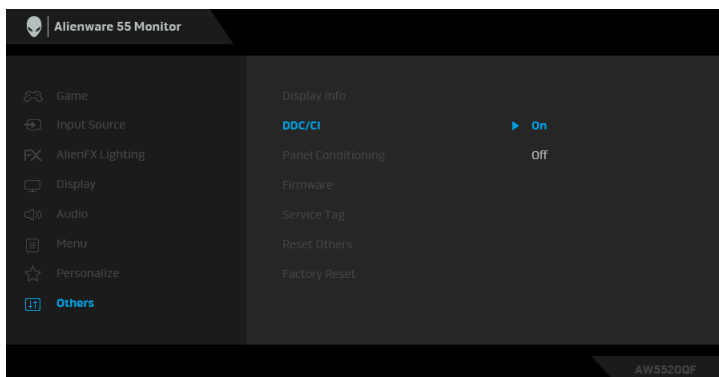 Alienware 55 Monitor
Game
Display Info
Input Source
DDC/CI
On
FX AlienFX Lighting
Panel Conditioning
Off
Display
Firmware
Audio
Service Tag
Menu
Reset Others
Personalize
Factory Reset
Others
AW5520QF